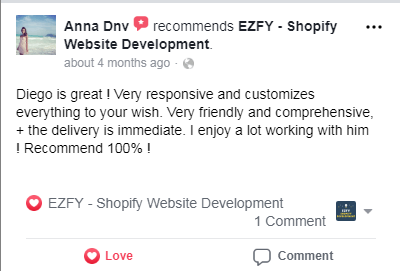 Anna Dnv recommends EZFY - Shopify
Website Development.
about 4 months ago ·
Diego is great ! Very responsive and customizes
everything to your wish. Very friendly and comprehensive,
+ the delivery is immediate. I enjoy a lot working with him
! Recommend 100% !
EZFY - Shopify Website Development
1 Comment
Love
Comment